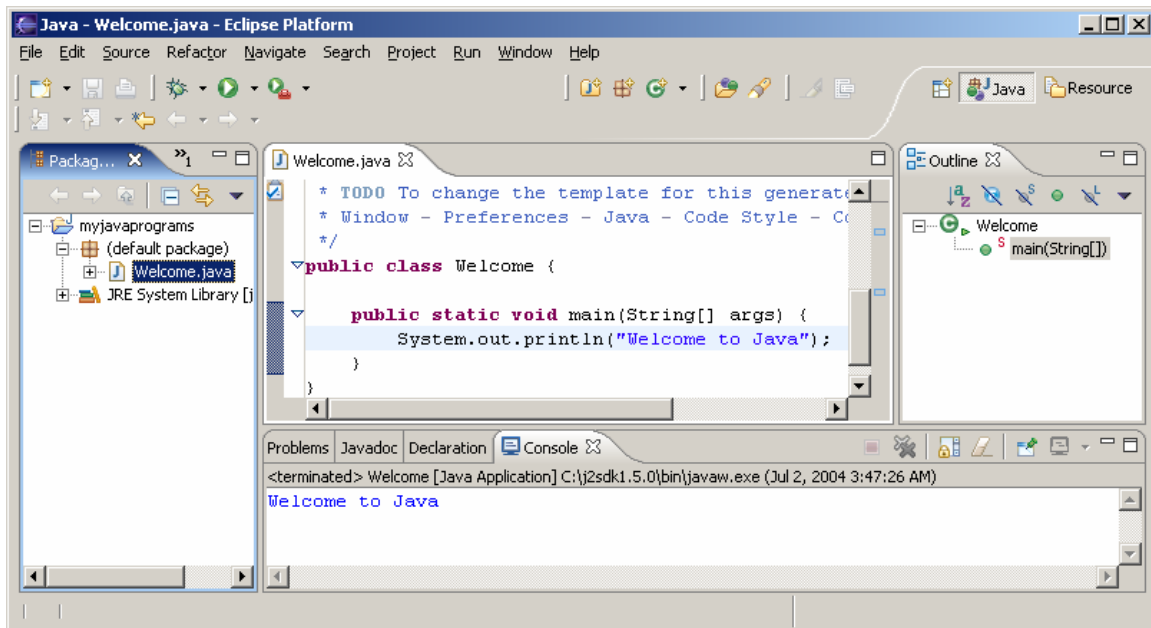 Java - Welcome.java - Eclipse Platform
File Edit Source Refactor Navigate Search Project Run Window Help
Java Resource
Packag... »1
Welcome.java
Outline
myjavaprograms
(default package)
Welcome.java
JRE System Library [j
* TODO To change the template for this generate
* Window - Preferences - Java - Code Style - Co
*/
public class Welcome {
public static void main(String[] args) {
System.out.println("Welcome to Java");
}
}
Welcome
main(String[])
Problems Javadoc Declaration Console
<terminated> Welcome [Java Application] C:\j2sdk1.5.0\bin\javaw.exe (Jul 2, 2004 3:47:26 AM)
Welcome to Java